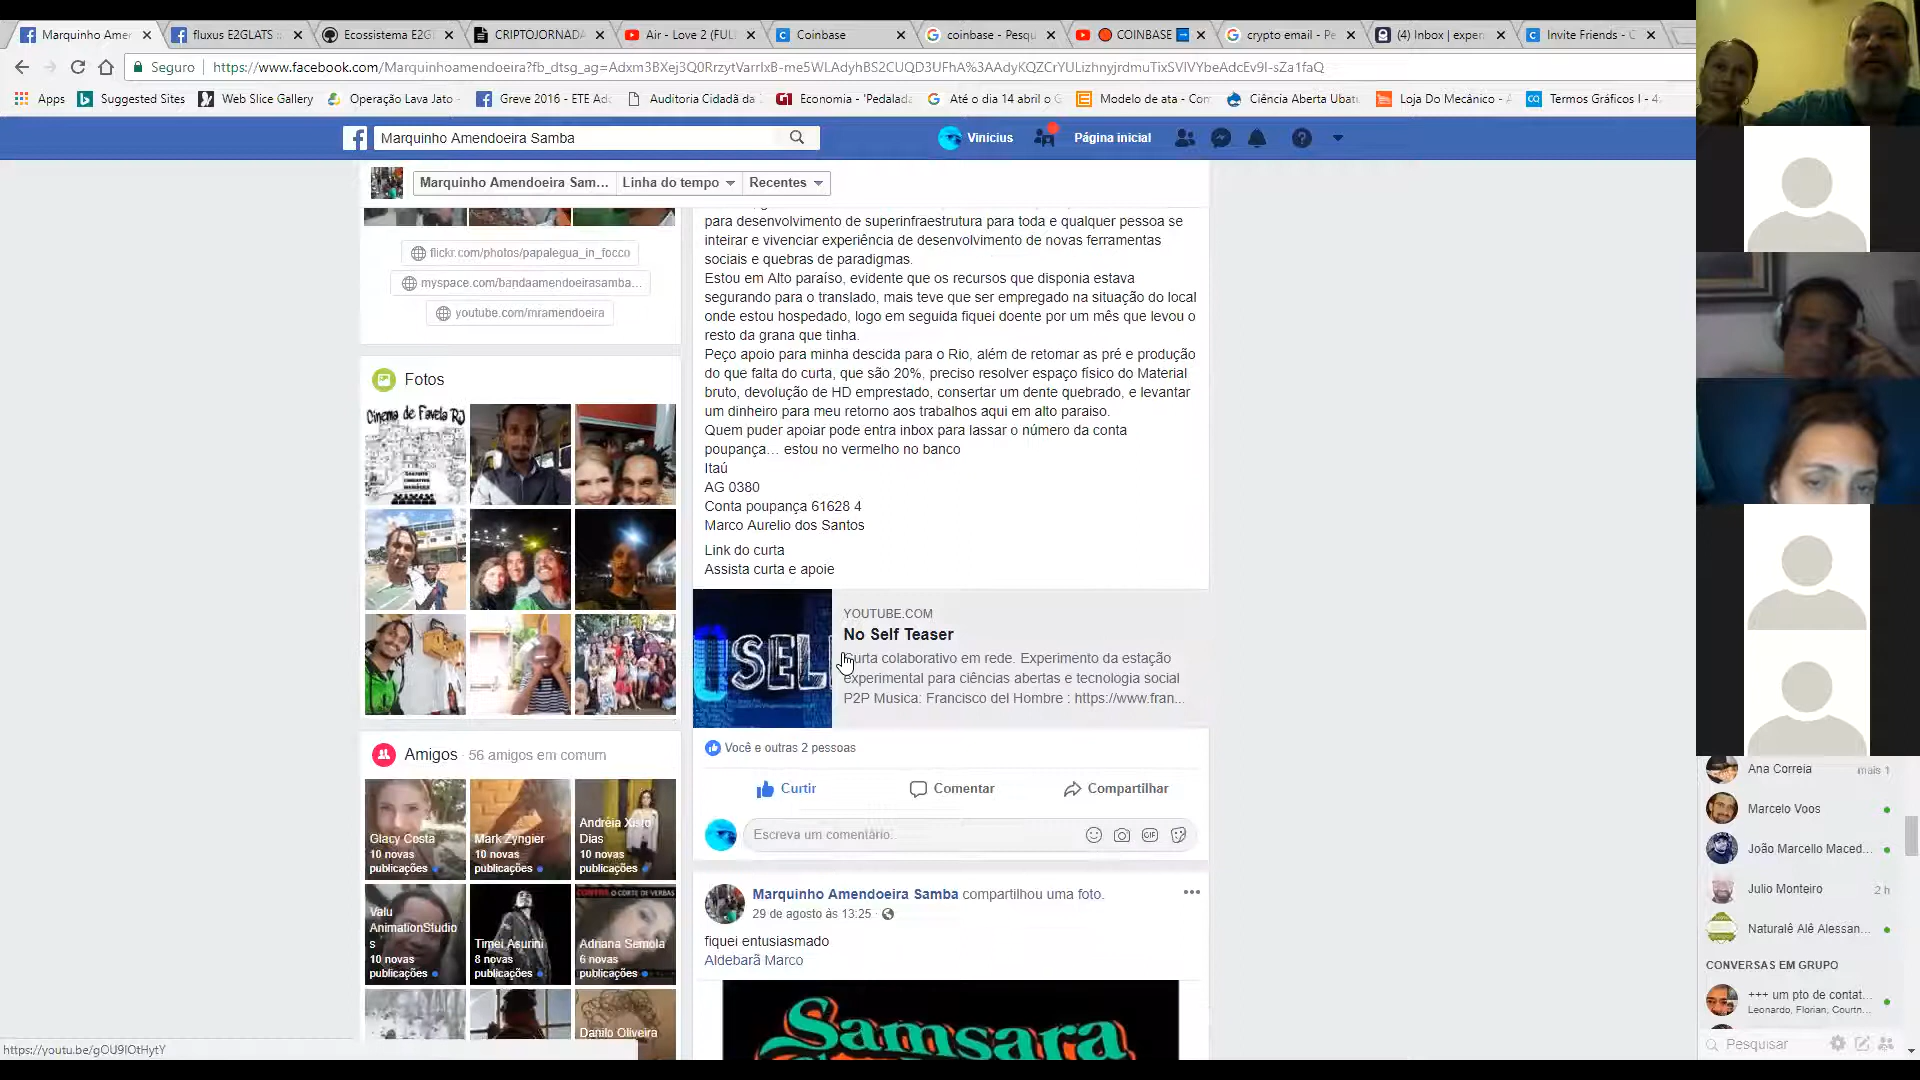 Marquinho Amen
fluxus E2GLATS ::
Ecossistema E2G
CRIPTOJORNADA
Air - Love 2 (FUL
Coinbase
coinbase - Pesqu
COINBASE
crypto email - Pe
(4) Inbox | exper
Invite Friends - C
Seguro
https://www.facebook.com/Marquinhoamendoeira?fb_dtsg_ag=
Apps
Suggested Sites
Web Slice Gallery
Operação Lava Jato -
Greve 2016 - ETE Ado
Auditoria Cidadã da
Economia - 'Pedalada
Até o dia 14 abril o G
Modelo de ata - Con
Ciência Aberta Ubat
Loja Do Mecânico - A
Termos Gráficos I - 4
Marquinho Amendoeira Samba
Vinicius
Página inicial
Marquinho Amendoeira Sam...
Linha do tempo
Recentes
flickr.com/photos/papalegua_in_focco
myspace.com/bandaamendoeirasamba...
youtube.com/mramendoeira
Fotos
Cinema de Favela RJ
Amigos · 56 amigos em comum
Glacy Costa
10 novas
publicações
Mark Zyngier
10 novas
publicações
Andréia Xisto
Dias
10 novas
publicações
Valu
AnimationStudio
s
10 novas
publicações
Timei Asurini
8 novas
publicações
CONTRA O CORTE DE VERBAS
Adriana Semola
6 novas
publicações
Danilo Oliveira
para desenvolvimento de superinfraestrutura para toda e qualquer pessoa se
inteirar e vivenciar experiência de desenvolvimento de novas ferramentas
sociais e quebras de paradigmas.
Estou em Alto paraíso, evidente que os recursos que disponia estava
segurando para o translado, mais teve que ser empregado na situação do local
onde estou hospedado, logo em seguida fiquei doente por um mês que levou o
resto da grana que tinha.
Peço apoio para minha descida para o Rio, além de retomar as pré e produção
do que falta do curta, que são 20%, preciso resolver espaço físico do Material
bruto, devolução de HD emprestado, consertar um dente quebrado, e levantar
um dinheiro para meu retorno aos trabalhos aqui em alto paraiso.
Quem puder apoiar pode entra inbox para lassar o número da conta
poupança... estou no vermelho no banco
Itaú
AG 0380
Conta poupança 61628 4
Marco Aurelio dos Santos
Link do curta
Assista curta e apoie
SELF
YOUTUBE.COM
No Self Teaser
Curta colaborativo em rede. Experimento da estação
experimental para ciências abertas e tecnologia social
P2P Musica: Francisco del Hombre : https://www.fran...
Você e outras 2 pessoas
Curtir
Comentar
Compartilhar
Escreva um comentário.
GIF
Marquinho Amendoeira Samba compartilhou uma foto.
29 de agosto às 13:25 ·
fiquei entusiasmado
Aldebarã Marco
Samsara
Ana Correia
mais 1
Marcelo Voos
João Marcello Maced...
Julio Monteiro
2 h
Naturalê Alê Alessan...
CONVERSAS EM GRUPO
+++ um pto de contat...
Leonardo, Florian, Courtn...
Pesquisar
https://youtu.be/gOU9IOtHytY